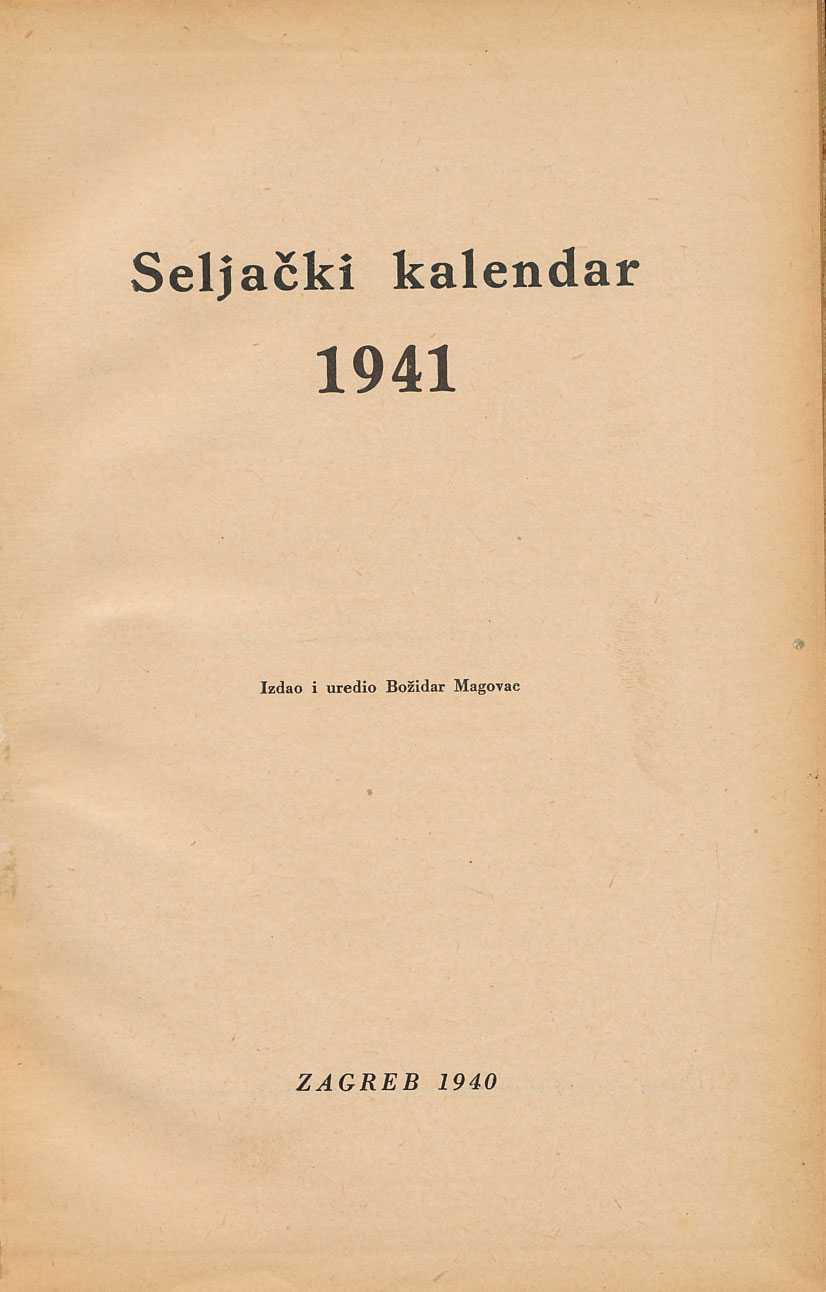 Seljački kalendar
1941
Izdao i uredio Božidar Magovac
ZAGREB 1940